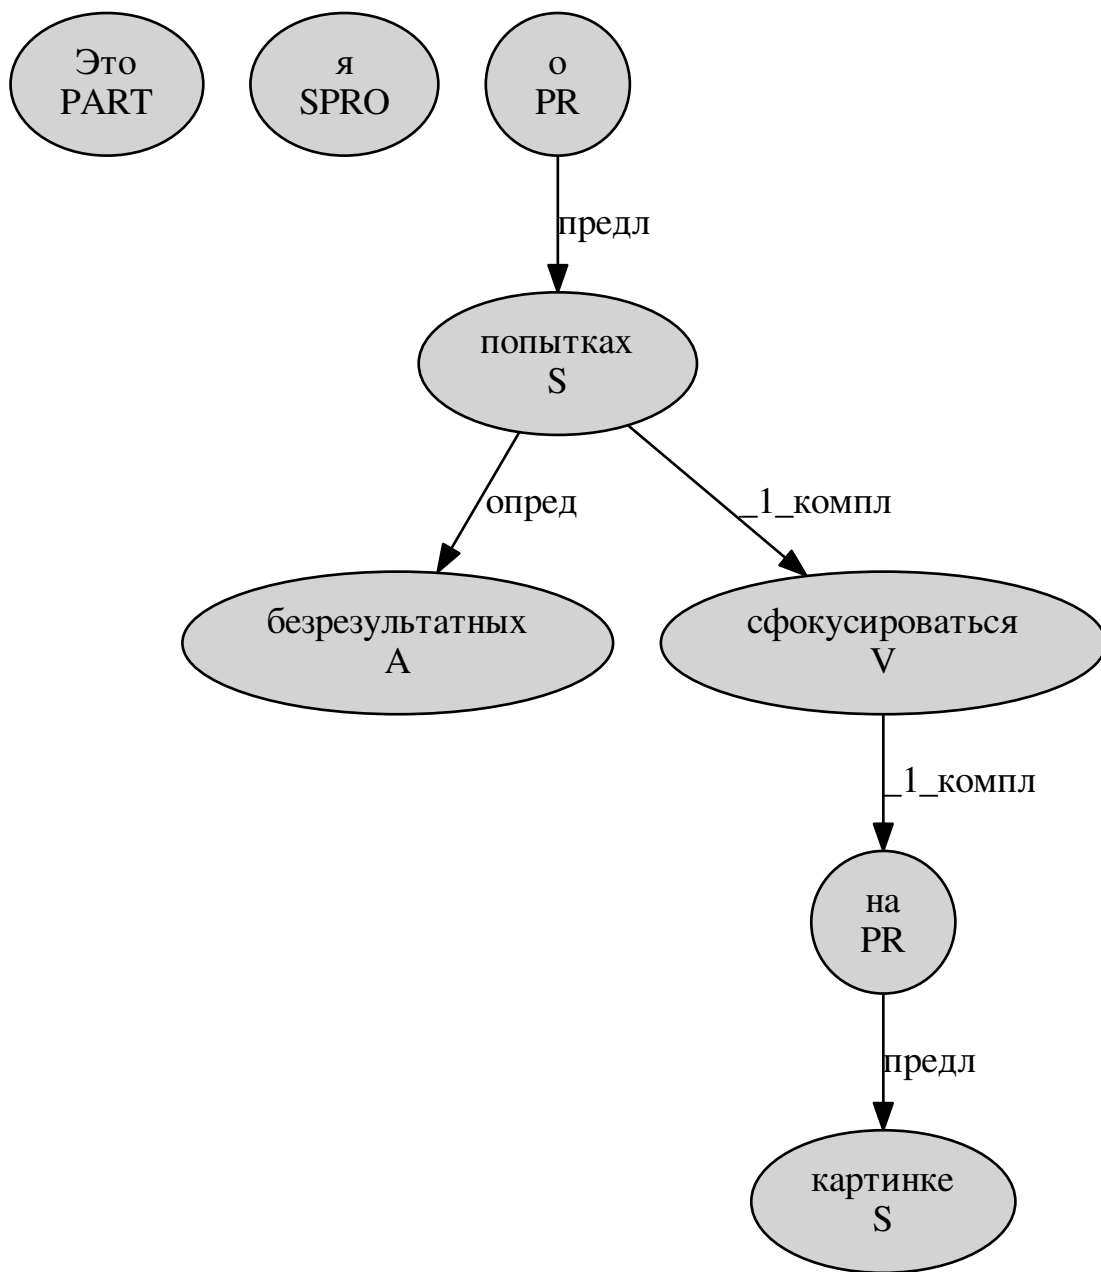 Это
PART
я
SPRO
о
PR
предл
попытках
S
опред
_1_компл
безрезультатных
A
сфокусироваться
V
_1_компл
на
PR
предл
картинке
S